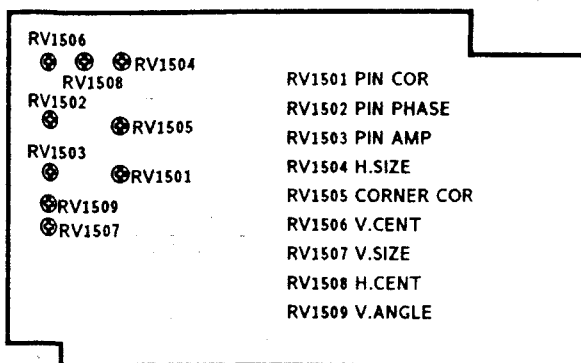 RV1506
RV1504
RV1508
RV1502
RV1505
RV1503
RV1501
RV1509
RV1507
RV1501 PIN COR
RV1502 PIN PHASE
RV1503 PIN AMP
RV1504 H.SIZE
RV1505 CORNER COR
RV1506 V.CENT
RV1507 V.SIZE
RV1508 H.CENT
RV1509 V.ANGLE